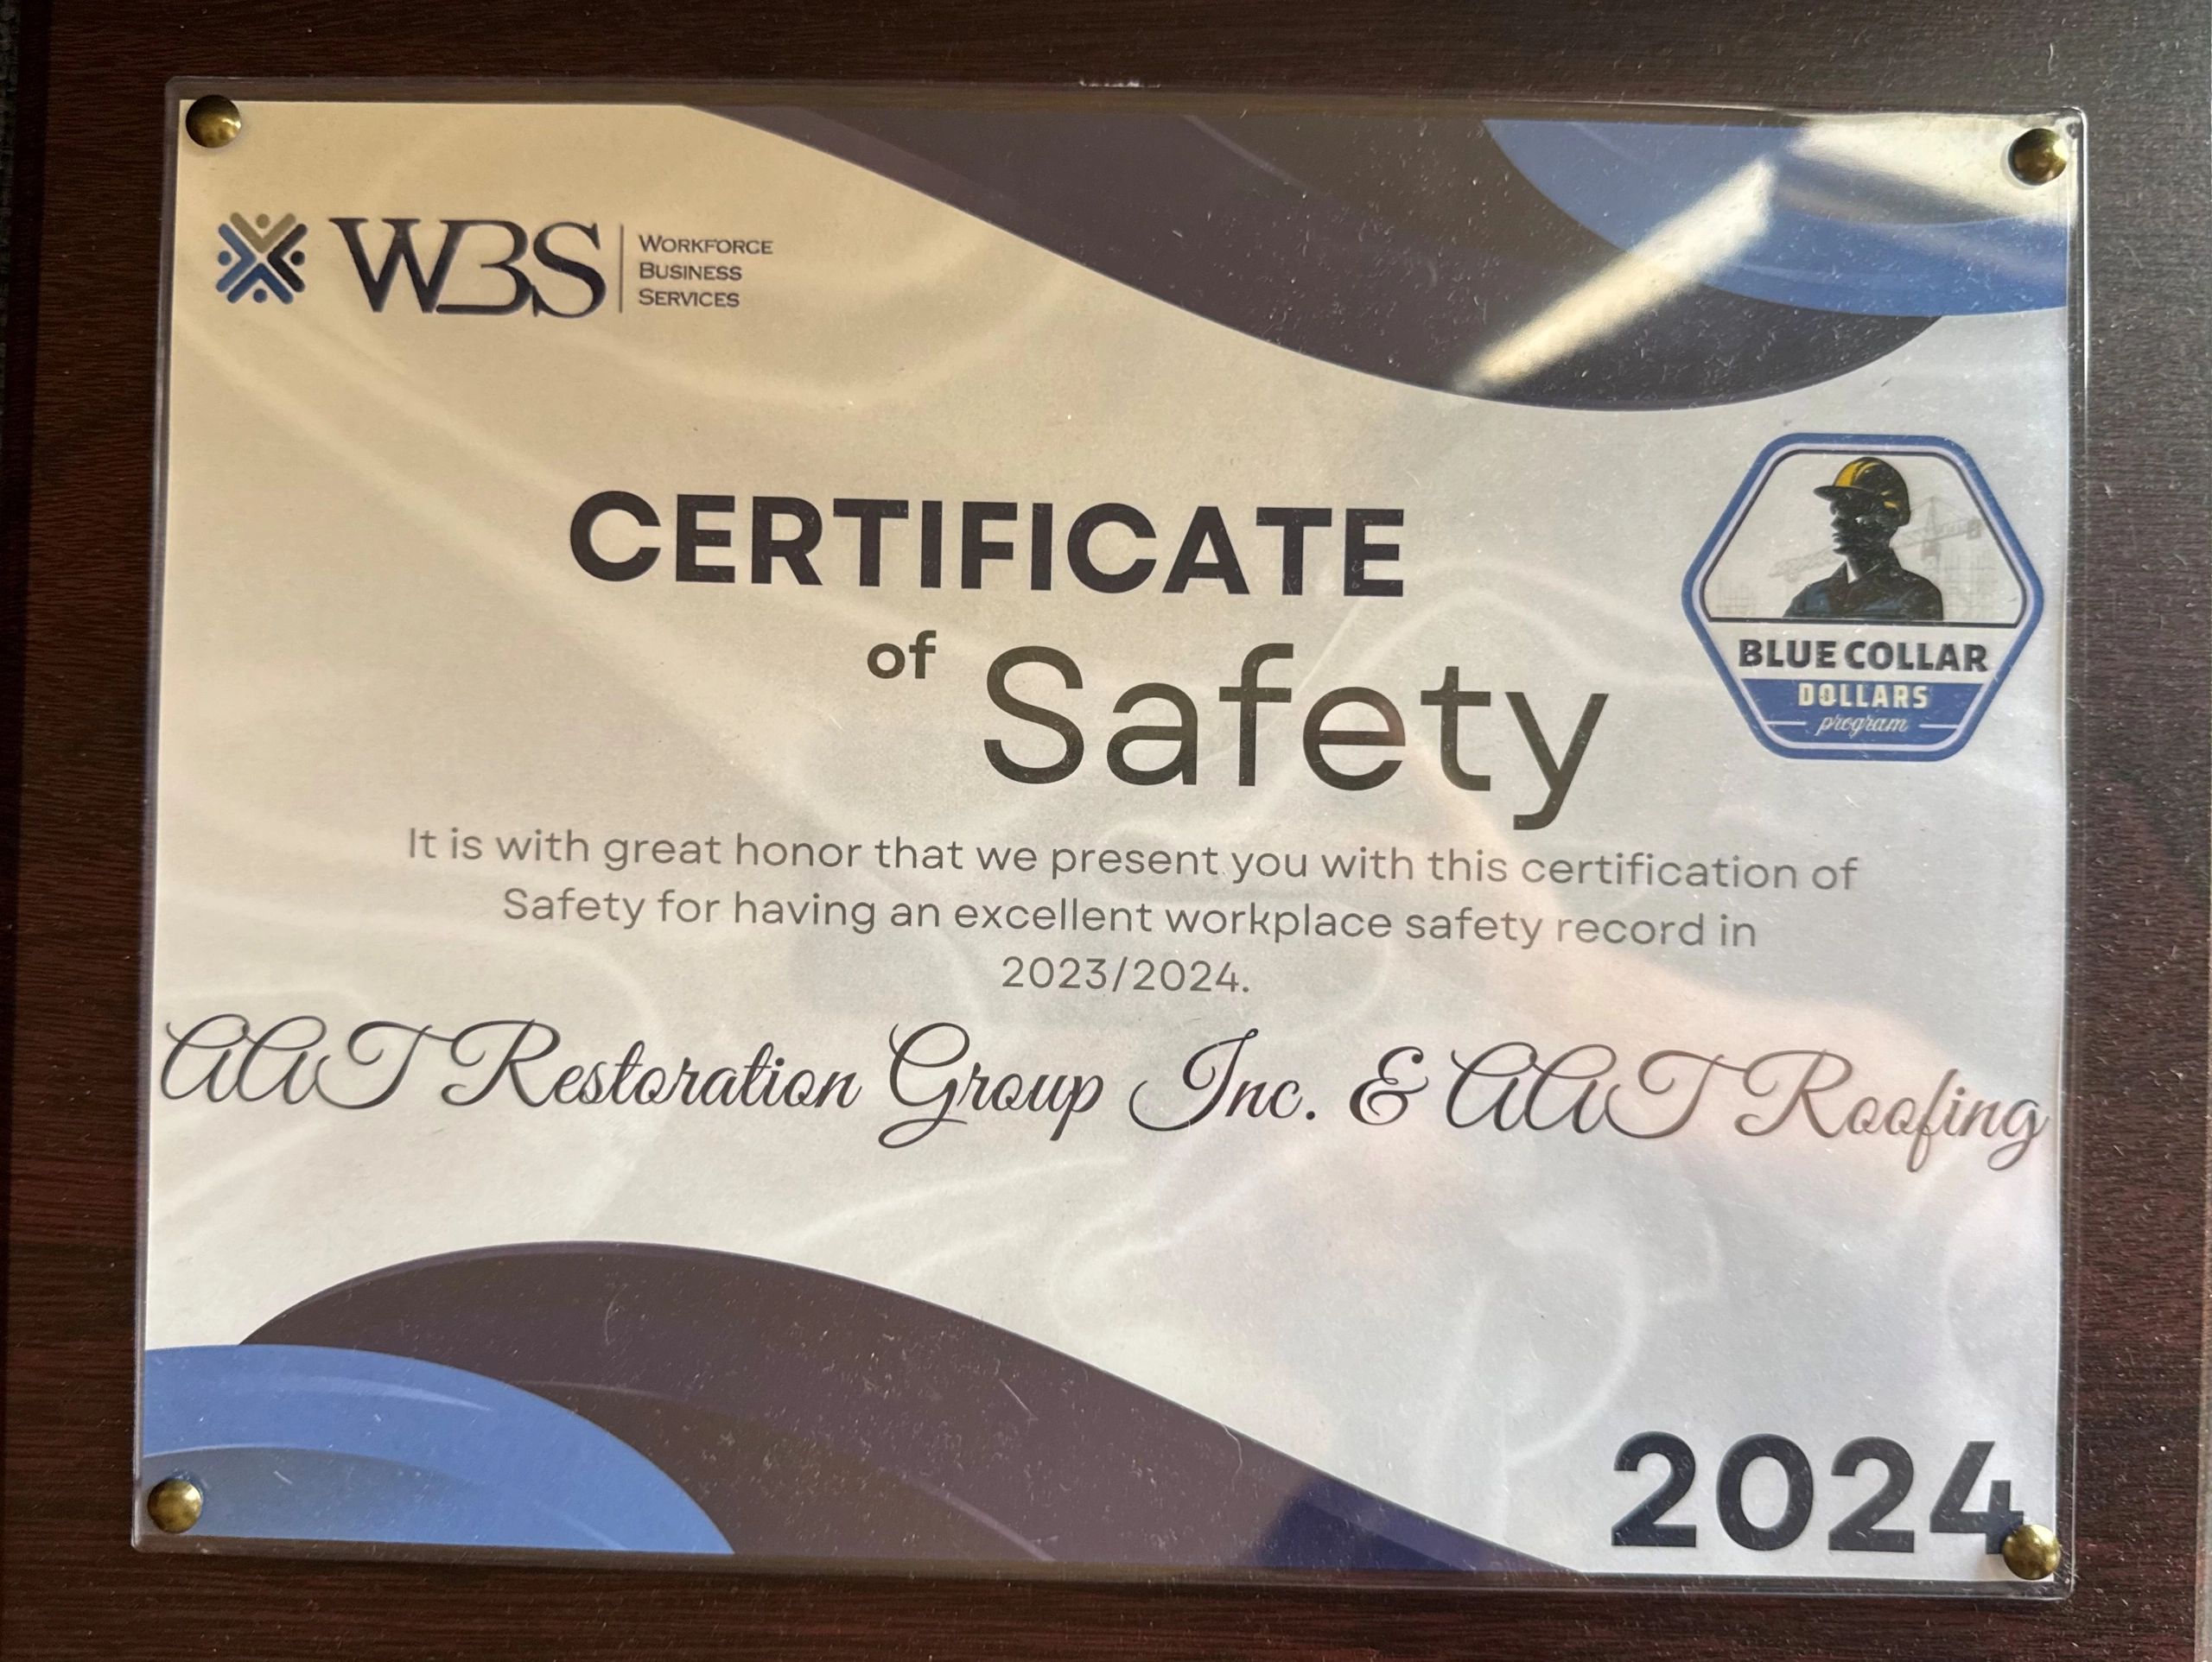 WBS
WORKFORCE
BUSINESS
SERVICES
CERTIFICATE
of Safety
BLUE COLLAR
DOLLARS
program
It is with great honor that we present you with this certification of
Safety for having an excellent workplace safety record in
2023/2024.
AAT Restoration Group Inc. & AAT Roofing
2024